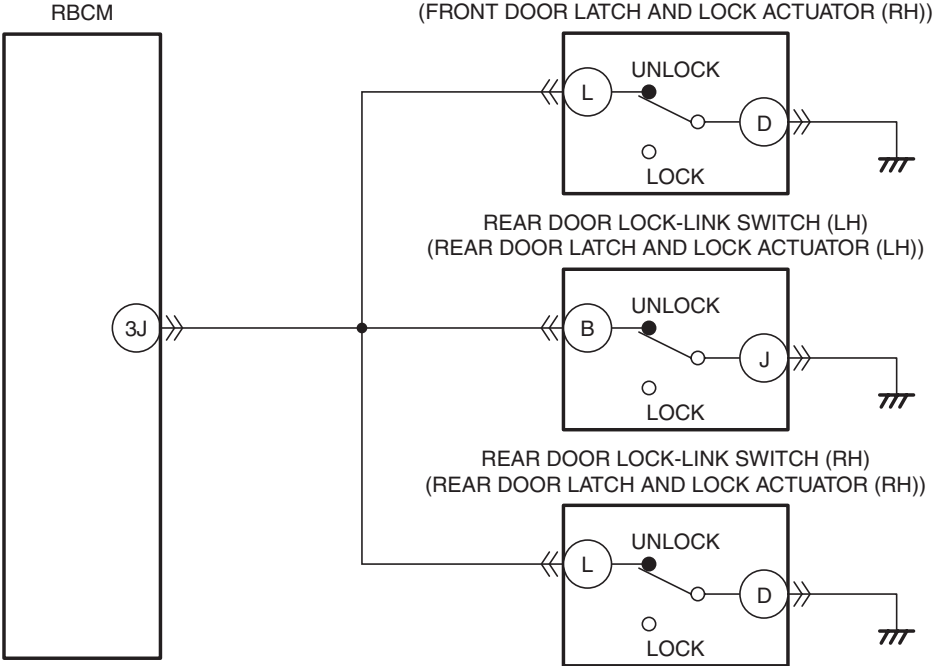 RBCM
(FRONT DOOR LATCH AND LOCK ACTUATOR (RH))
UNLOCK
L
D
LOCK
REAR DOOR LOCK-LINK SWITCH (LH)
(REAR DOOR LATCH AND LOCK ACTUATOR (LH))
UNLOCK
3J
B
J
LOCK
REAR DOOR LOCK-LINK SWITCH (RH)
(REAR DOOR LATCH AND LOCK ACTUATOR (RH))
UNLOCK
L
D
LOCK